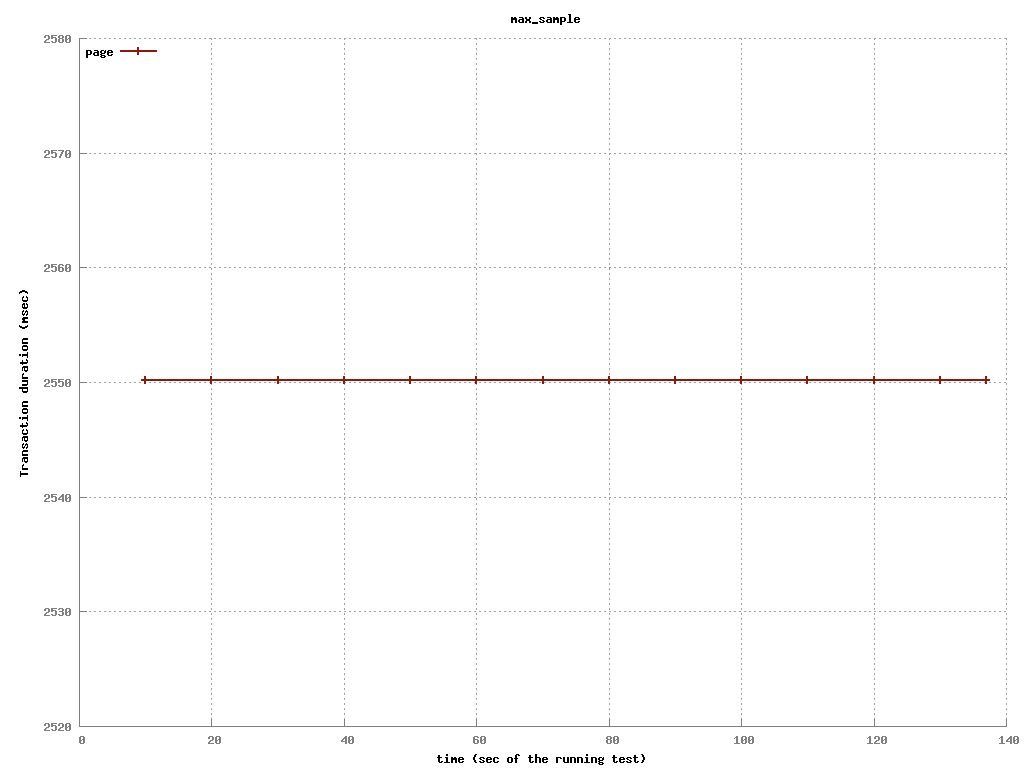 max_sample
2580
page
2570
2560
2550
2540
2530
2520
Transaction duration (msec)
0 20 40 60 80 100 120 140
time (sec of the running test)